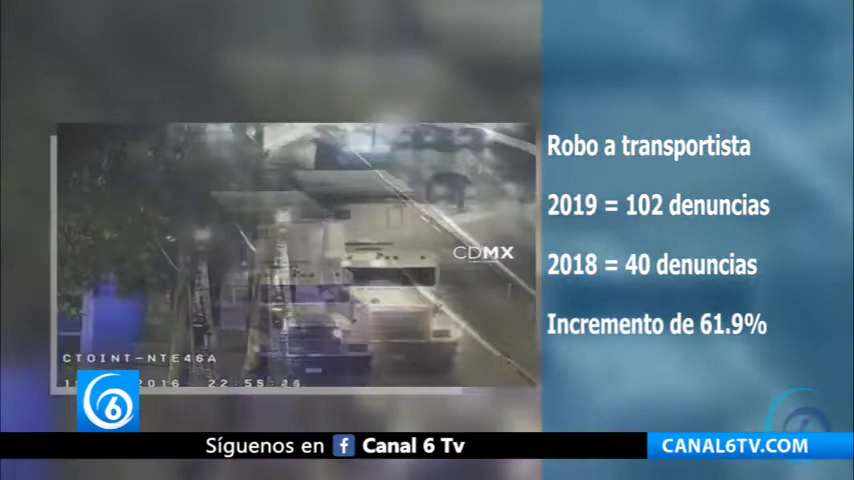 Robo a transportista
2019 = 102 denuncias
2018 = 40 denuncias
Incremento de 61.9%
CDMX
CTOINT-NTE46A
2016 22:55:
6
Síguenos en f Canal 6 Tv
CANAL6TV.COM